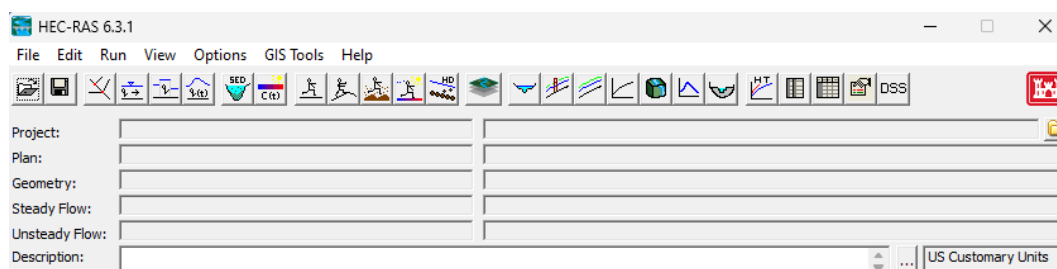 HEC-RAS 6.3.1
File Edit Run View Options GIS Tools Help
SED C(t) HD HT DSS
Project:
Plan:
Geometry:
Steady Flow:
Unsteady Flow:
Description: ... US Customary Units